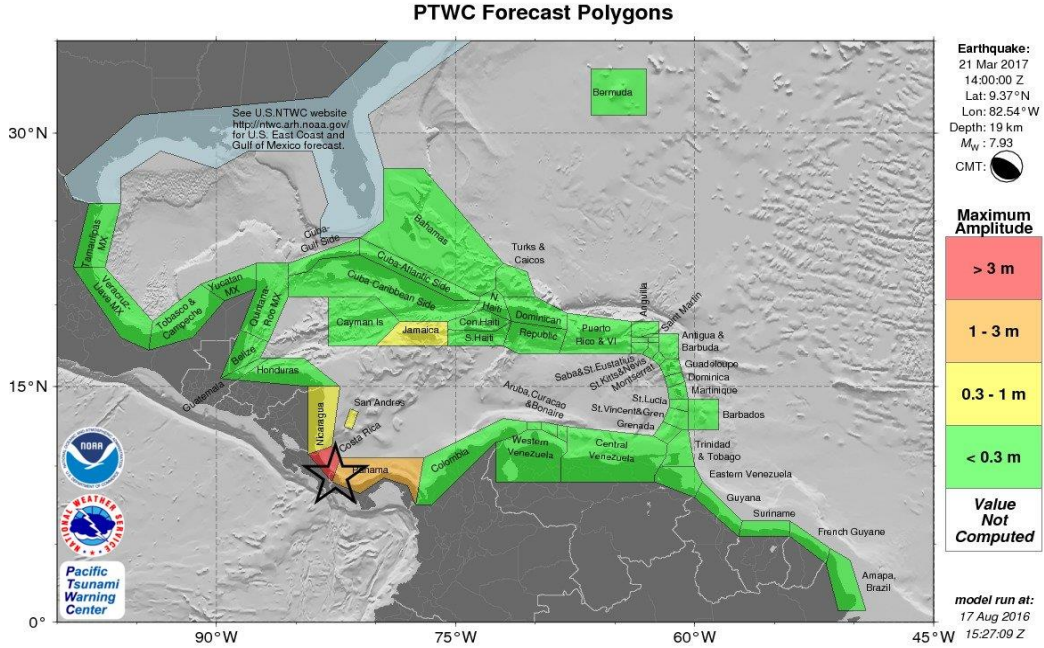 PTWC Forecast Polygons
Earthquake:
21 Mar 2017
14:00:00 Z
Lat: 9.37°N
Lon: 82.54°W
Depth: 19 km
Mw : 7.93
CMT:
Maximum
Amplitude
> 3 m
1 - 3 m
0.3 - 1 m
< 0.3 m
Value
Not
Computed
model run at:
17 Aug 2016
15:27:09 Z
30°N
15°N
0°
90°W
75°W
60°W
45°W
See U.S.NTWC website
http://ntwc.arh.noaa.gov/
for U.S. East Coast and
Gulf of Mexico forecast.
Bermuda
Tamaulipas
MX
Veracruz-
Llave MX
Tobasco &
Campeche
Yucatan
MX
Quintana-
Roo MX
Belize
Guatemala
Honduras
Nicaragua
San Andres
Costa Rica
Panama
Colombia
Cuba-
Gulf Side
Bahamas
Cuba-Atlantic Side
Cuba Caribbean Side
Turks &
Caicos
N.
Haiti
Cayman Is
Jamaica
Cen.Haiti
S.Haiti
Dominican
Republic
Puerto
Rico & VI
Anguilla
Saint Martin
Antigua &
Barbuda
Saba&St.Eustatius
St.Kitts&Nevis
Montserrat
Guadeloupe
Dominica
Martinique
St.Lucia
St.Vincent&Gren
Barbados
Grenada
Aruba,Curacao
&Bonaire
Western
Venezuela
Central
Venezuela
Trinidad
& Tobago
Eastern Venezuela
Guyana
Suriname
French Guyane
Amapa,
Brazil
NOAA
NATIONAL WEATHER SERVICE
Pacific
Tsunami
Warning
Center